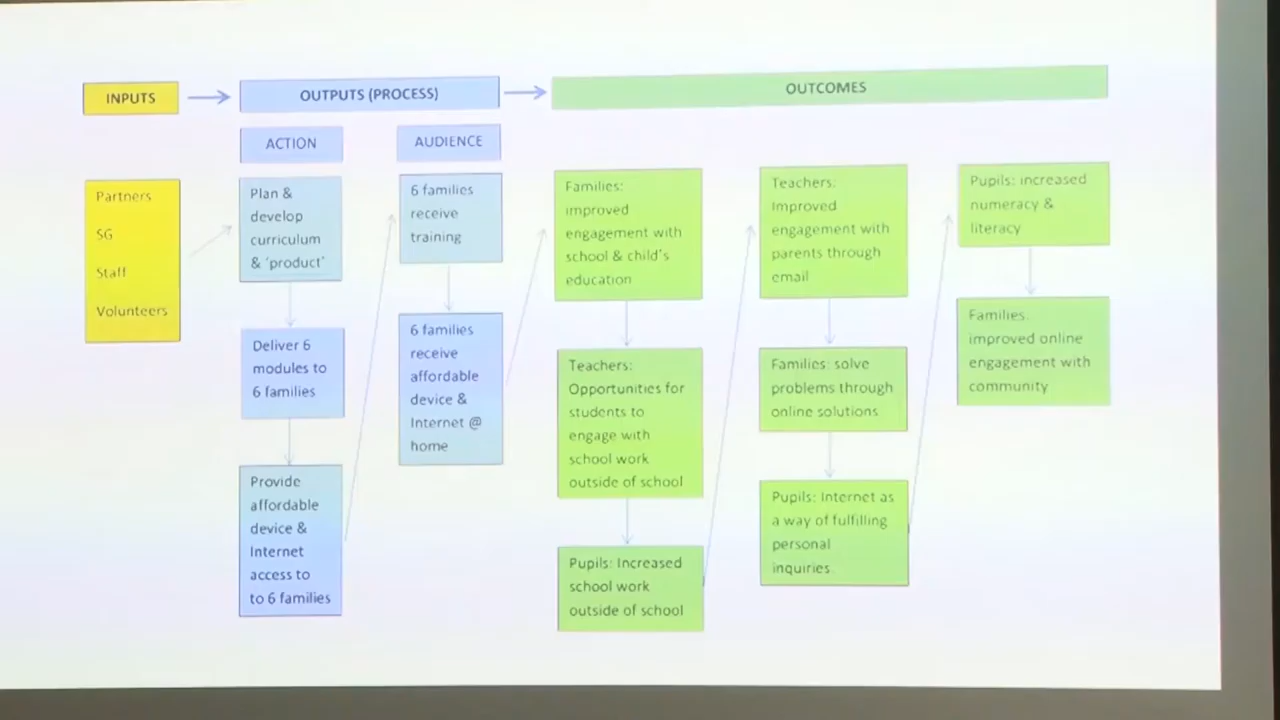 INPUTS
OUTPUTS (PROCESS)
OUTCOMES
ACTION
AUDIENCE
Partners
SG
Staff
Volunteers
Plan &
develop
curriculum
& 'product'
Deliver 6
modules to
6 families
Provide
affordable
device &
Internet
access to
to 6 families
6 families
receive
training
6 families
receive
affordable
device &
Internet @
home
Families:
improved
engagement with
school & child's
education
Teachers:
Opportunities for
students to
engage with
school work
outside of school
Pupils: Increased
school work
outside of school
Teachers:
Improved
engagement with
parents through
email
Families: solve
problems through
online solutions
Pupils: Internet as
a way of fulfilling
personal
inquiries.
Pupils: increased
numeracy &
literacy
Families:
improved online
engagement with
community